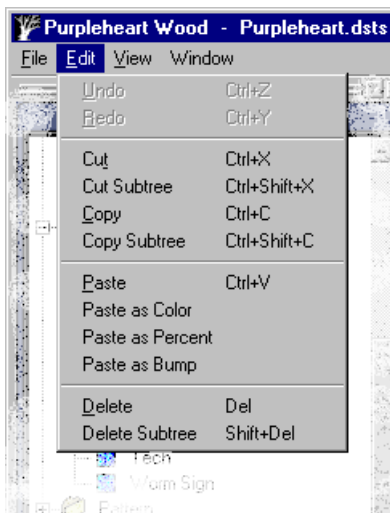 Purpleheart Wood - Purpleheart.dsts
File Edit View Window
Undo Ctrl+Z
Redo Ctrl+Y
Cut Ctrl+X
Cut Subtree Ctrl+Shift+X
Copy Ctrl+C
Copy Subtree Ctrl+Shift+C
Paste Ctrl+V
Paste as Color
Paste as Percent
Paste as Bump
Delete Del
Delete Subtree Shift+Del
Tech
Worm Sign
Pattern